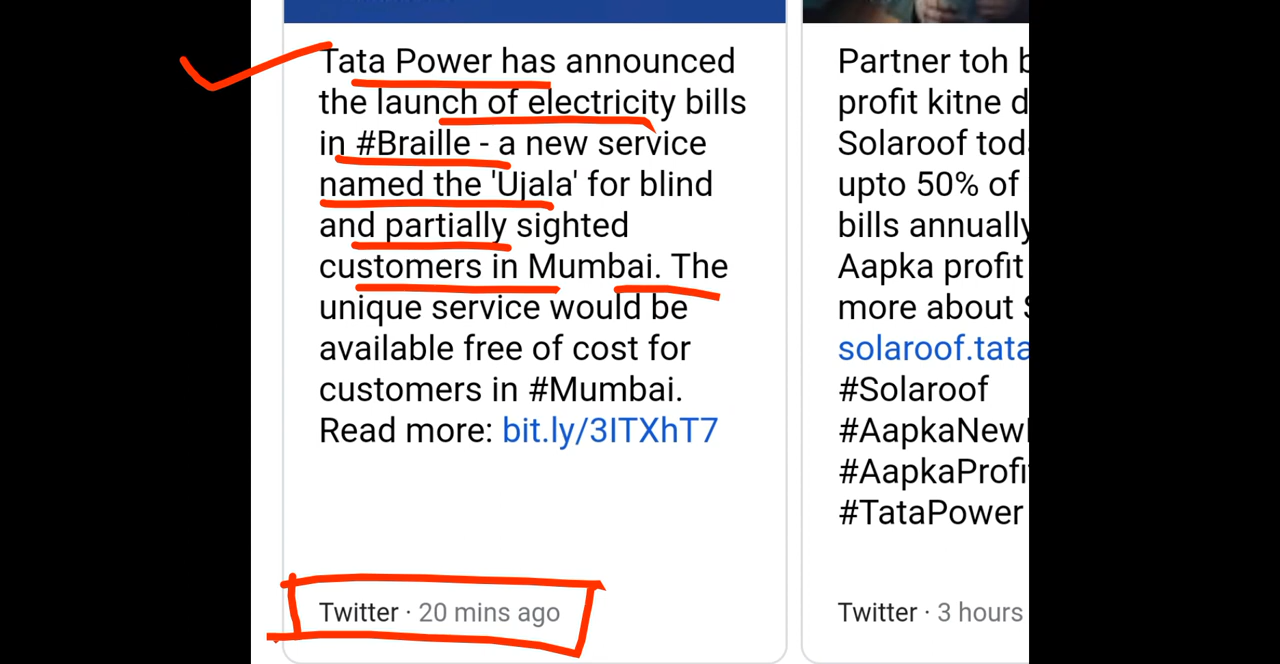 Tata Power has announced
the launch of electricity bills
in #Braille - a new service
named the 'Ujala' for blind
and partially sighted
customers in Mumbai. The
unique service would be
available free of cost for
customers in #Mumbai.
Read more: bit.ly/3ITXhT7
Twitter · 20 mins ago
Partner toh
profit kitne
Solaroof
upto 50% of
bills annually
Aapka profit
more about
solaroof.tata
#Solaroof
#TataPower
Twitter · 3 hours